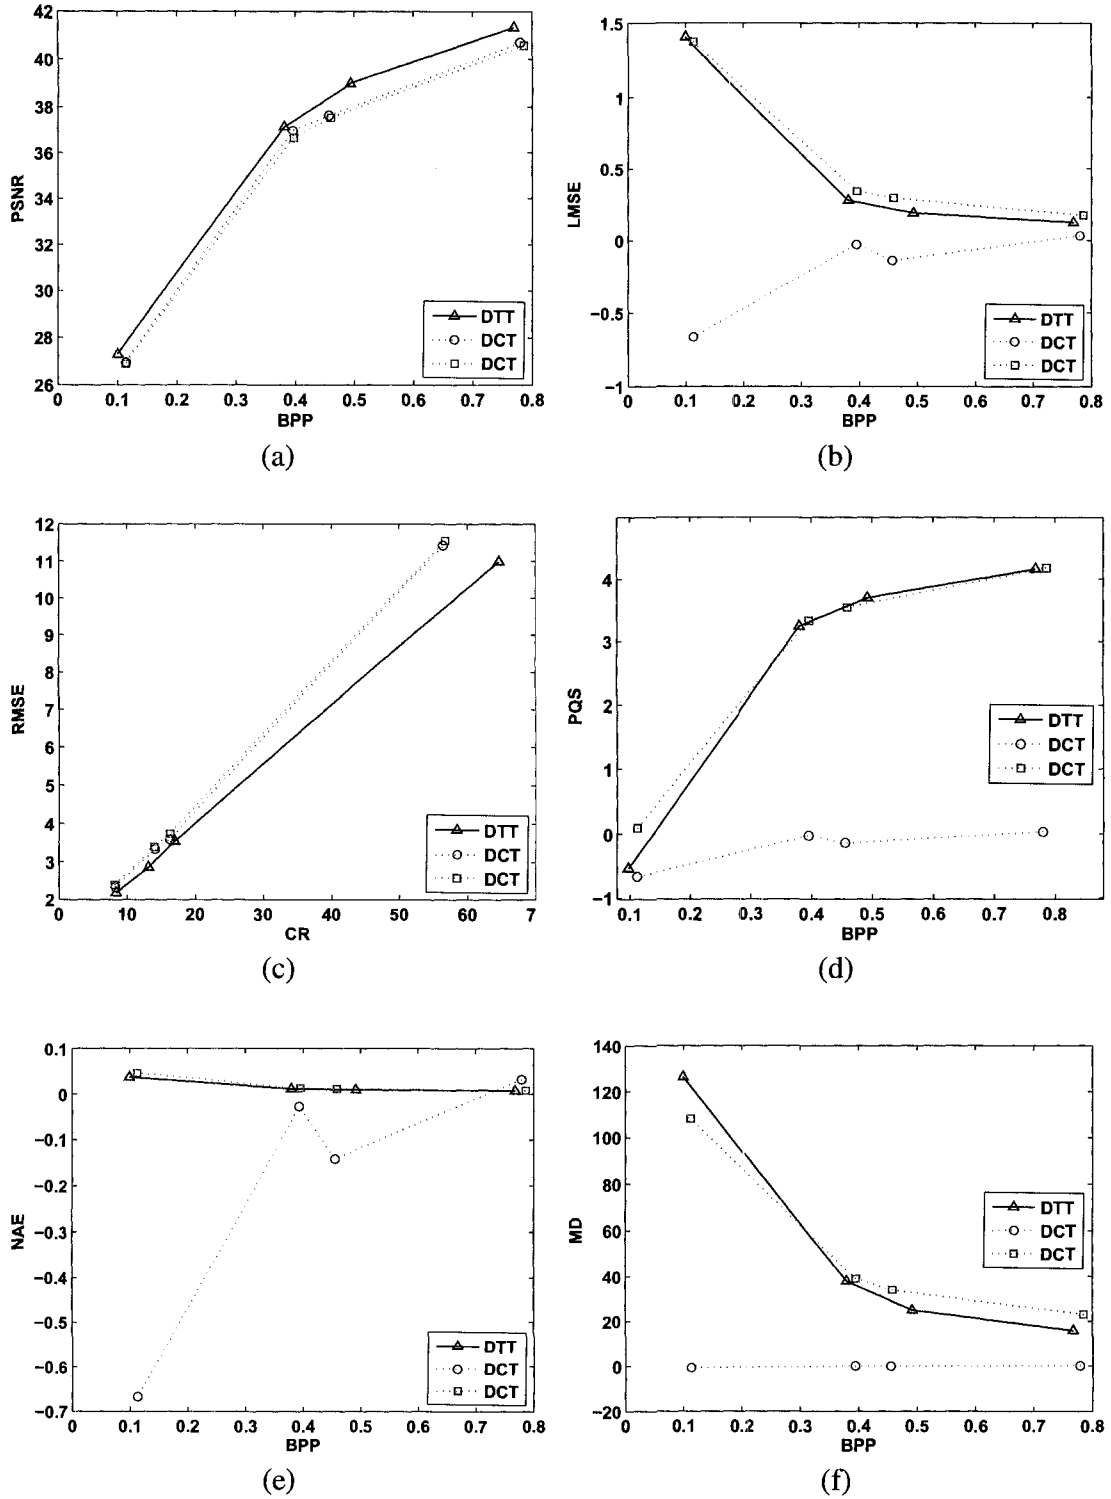 42
40
38
36
34
32
30
28
26
PSNR
0 0.1 0.2 0.3 0.4 0.5 0.6 0.7 0.8
BPP
DTT
DCT
DCT
(a)
1.5
1
0.5
0
−0.5
−1
LMSE
0 0.1 0.2 0.3 0.4 0.5 0.6 0.7 0.8
BPP
DTT
DCT
DCT
(b)
12
11
10
9
8
7
6
5
4
3
2
RMSE
0 10 20 30 40 50 60 7
CR
DTT
DCT
DCT
(c)
4
3
2
1
0
−1
PQS
0.1 0.2 0.3 0.4 0.5 0.6 0.7 0.8
BPP
DTT
DCT
DCT
(d)
0.1
0
−0.1
−0.2
−0.3
−0.4
−0.5
−0.6
−0.7
NAE
0 0.1 0.2 0.3 0.4 0.5 0.6 0.7 0.8
BPP
DTT
DCT
DCT
(e)
140
120
100
80
60
40
20
0
−20
MD
0 0.1 0.2 0.3 0.4 0.5 0.6 0.7 0.8
BPP
DTT
DCT
DCT
(f)